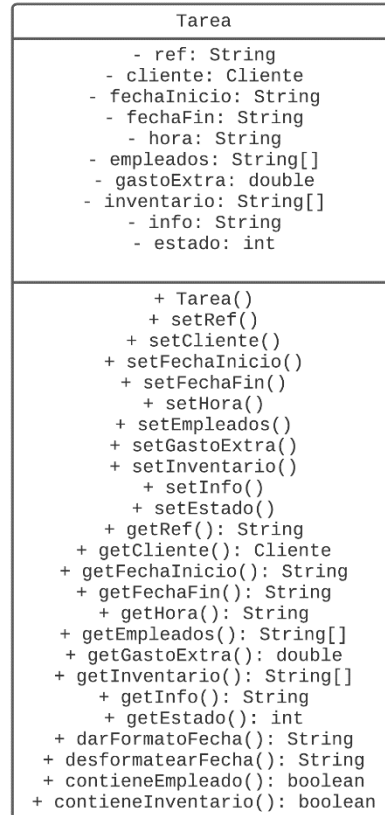 Tarea
- ref: String
- cliente: Cliente
- fechaInicio: String
- fechaFin: String
- hora: String
- empleados: String[]
- gastoExtra: double
- inventario: String[]
- info: String
- estado: int
+ Tarea()
+ setRef()
+ setCliente()
+ setFechaInicio()
+ setFechaFin()
+ setHora()
+ setEmpleados()
+ setGastoExtra()
+ setInventario()
+ setInfo()
+ setEstado()
+ getRef(): String
+ getCliente(): Cliente
+ getFechaInicio(): String
+ getFechaFin(): String
+ getHora(): String
+ getEmpleados(): String[]
+ getGastoExtra(): double
+ getInventario(): String[]
+ getInfo(): String
+ getEstado(): int
+ darFormatoFecha(): String
+ desformatearFecha(): String
+ contieneEmpleado(): boolean
+ contieneInventario(): boolean